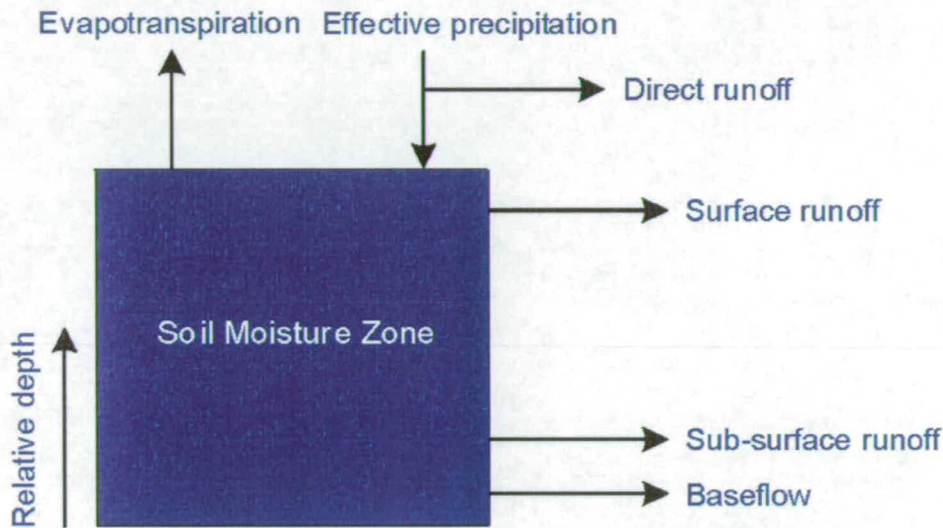 Evapotranspiration
Effective precipitation
Direct runoff
Surface runoff
Soil Moisture Zone
Relative depth
Sub-surface runoff
Baseflow